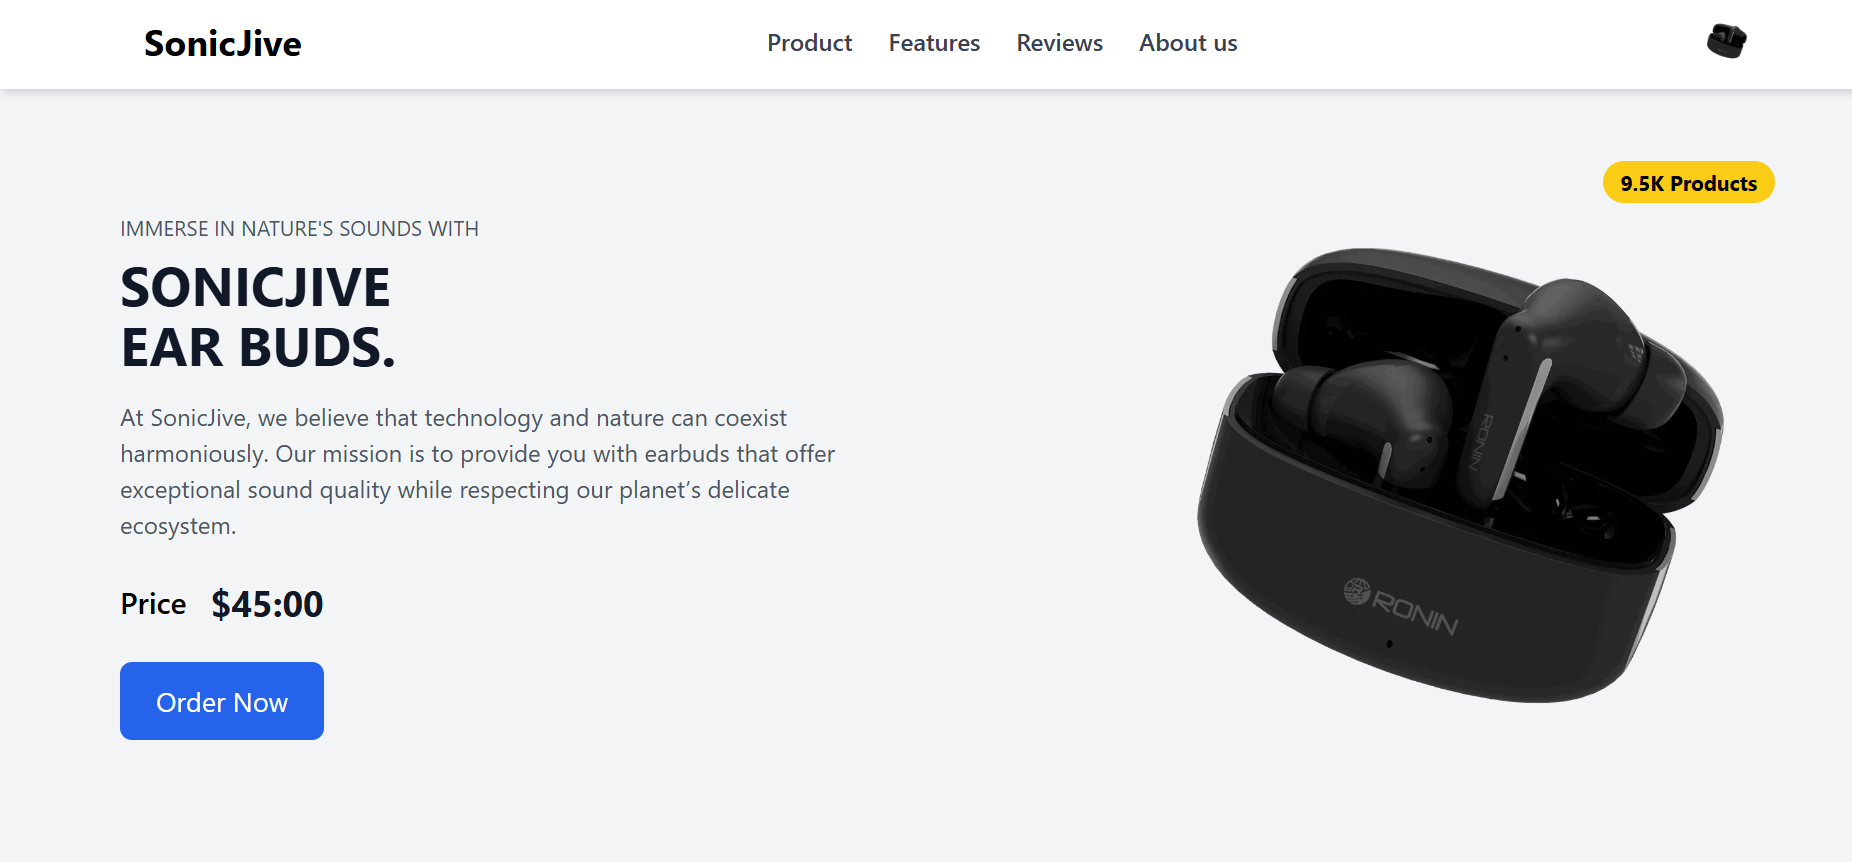 SonicJive
Product Features Reviews About us
9.5K Products
IMMERSE IN NATURE'S SOUNDS WITH
SONICJIVE
EAR BUDS.
At SonicJive, we believe that technology and nature can coexist
harmoniously. Our mission is to provide you with earbuds that offer
exceptional sound quality while respecting our planet’s delicate
ecosystem.
Price $45:00
Order Now
RONIN
RONIN